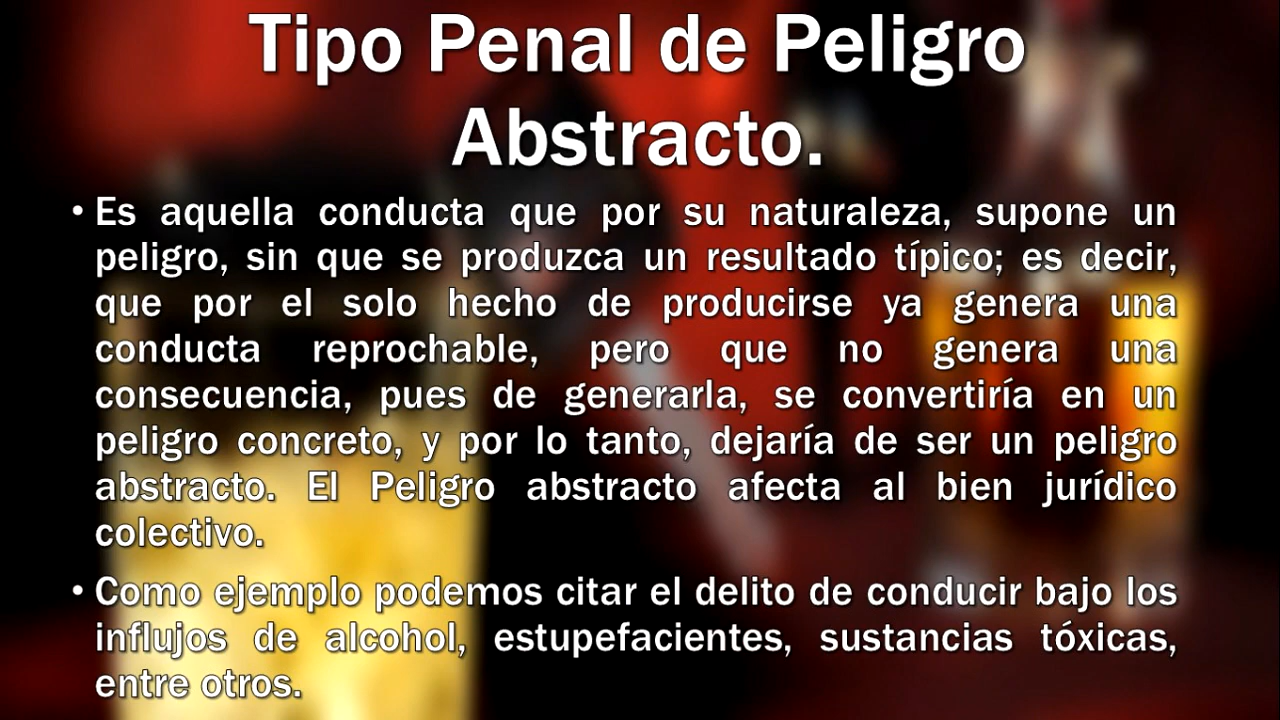 Tipo Penal de Peligro
Abstracto.
• Es aquella conducta que por su naturaleza, supone un
peligro, sin que se produzca un resultado típico; es decir,
que por el solo hecho de producirse ya genera una
conducta reprochable, pero que no genera una
consecuencia, pues de generarla, se convertiría en un
peligro concreto, y por lo tanto, dejaría de ser un peligro
abstracto. El Peligro abstracto afecta al bien jurídico
colectivo.
• Como ejemplo podemos citar el delito de conducir bajo los
influjos de alcohol, estupefacientes, sustancias tóxicas,
entre otros.